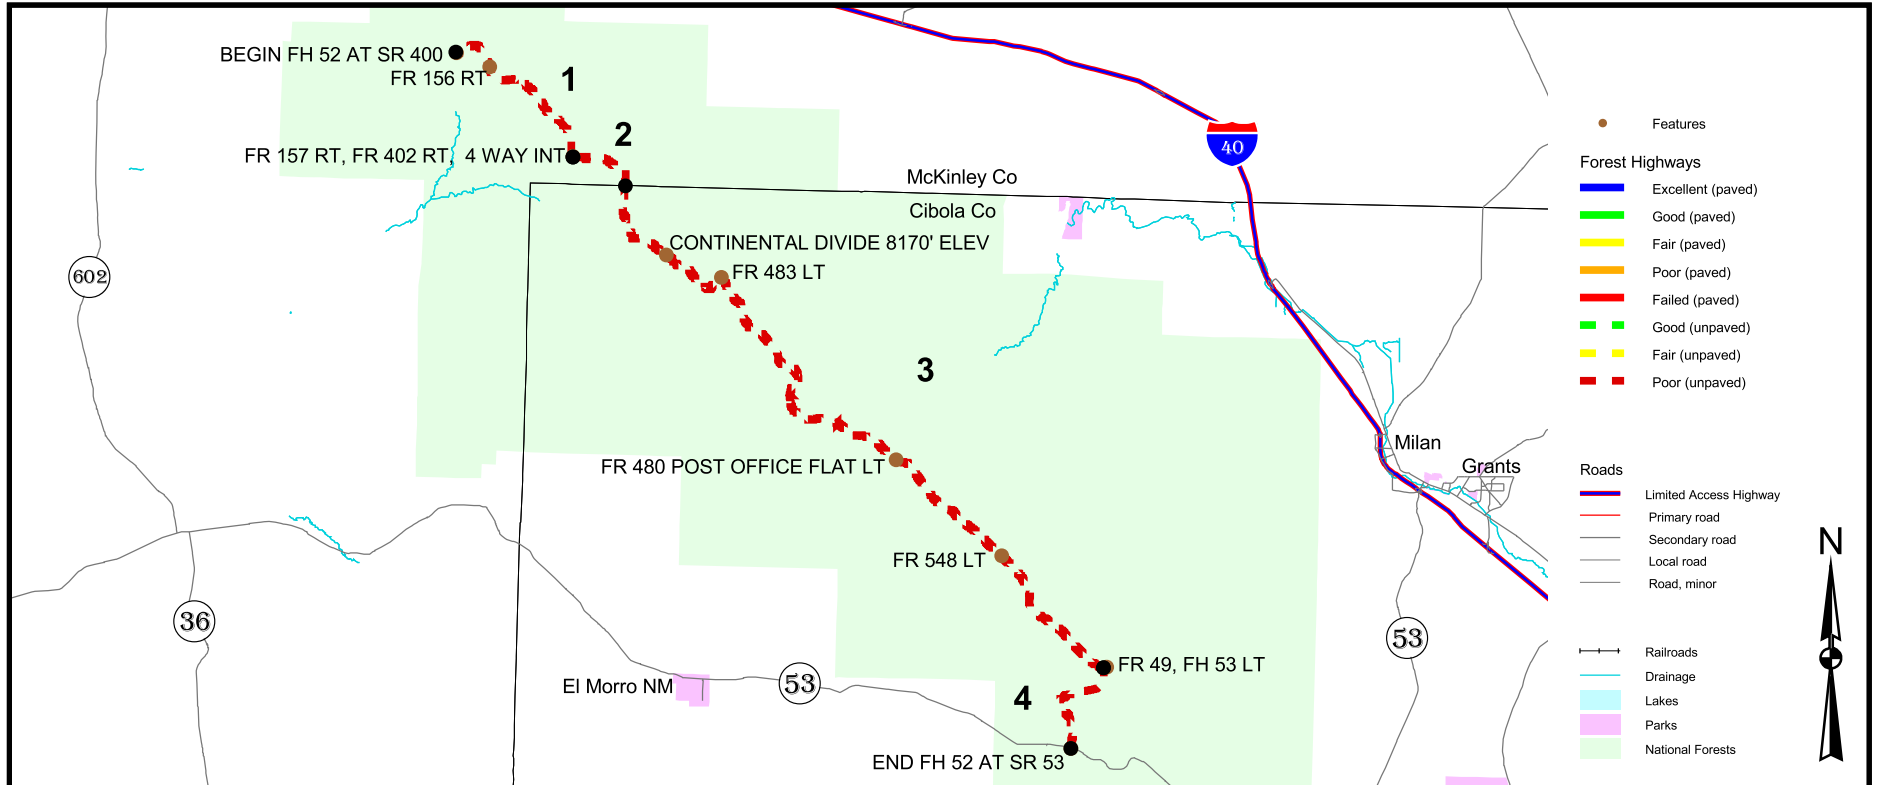 BEGIN FH 52 AT SR 400
FR 156 RT
1
2
FR 157 RT, FR 402 RT, 4 WAY INT
40
McKinley Co
Cibola Co
CONTINENTAL DIVIDE 8170' ELEV
FR 483 LT
602
3
Milan
Grants
FR 480 POST OFFICE FLAT LT
FR 548 LT
36
53
FR 49, FH 53 LT
El Morro NM
53
4
END FH 52 AT SR 53
Features
Forest Highways
Excellent (paved)
Good (paved)
Fair (paved)
Poor (paved)
Failed (paved)
Good (unpaved)
Fair (unpaved)
Poor (unpaved)
Roads
Limited Access Highway
Primary road
Secondary road
Local road
Road, minor
Railroads
Drainage
Lakes
Parks
National Forests
N